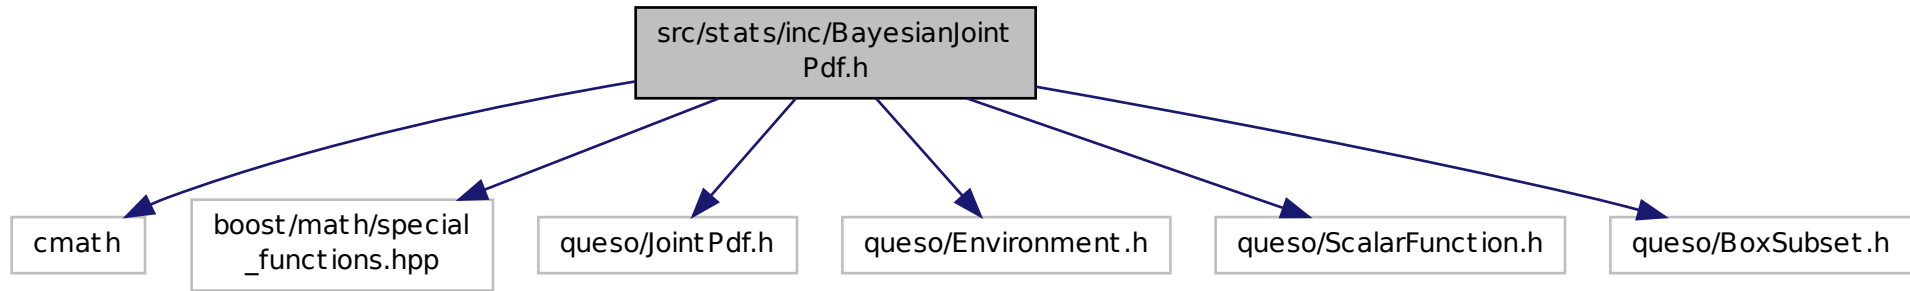 src/stats/inc/BayesianJoint
Pdf.h
cmath
boost/math/special
_functions.hpp
queso/JointPdf.h
queso/Environment.h
queso/ScalarFunction.h
queso/BoxSubset.h